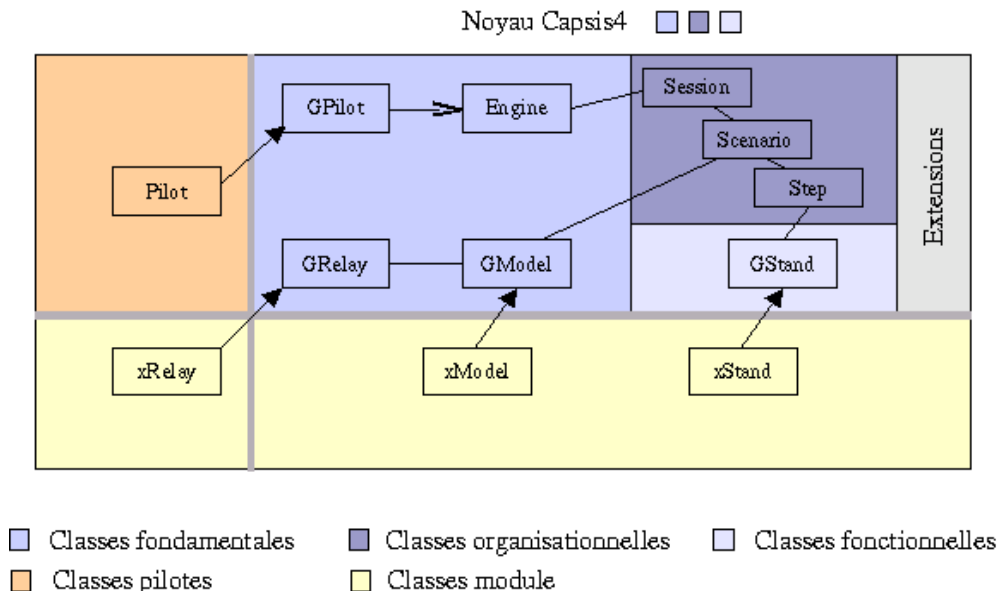 Noyau Capsis4
GPilot
Engine
Session
Scenario
Pilot
Step
Extensions
GRelay
GModel
GStand
xRelay
xModel
xStand
Classes fondamentales
Classes organisationnelles
Classes fonctionnelles
Classes pilotes
Classes module